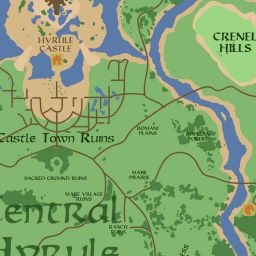 HYRULE
CASTLE
CRENEL
HILLS
Castle Town Ruins
ROMANI
PLAINS
APPLEAN
FOREST
SACRED GROUND RUINS
MABE
PRAIRIE
MABE VILLAGE
RUINS
Central
Hyrule
RANCH
RUINS